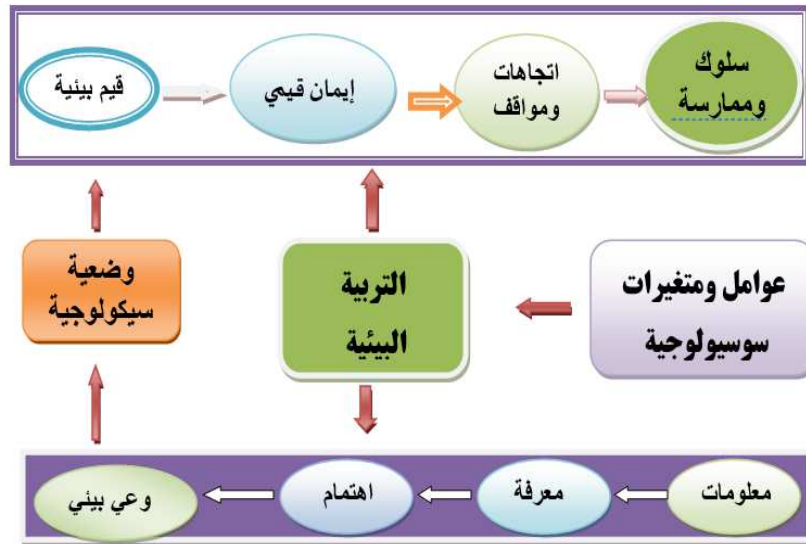 قيم بيئية
إيمان قيمي
اتجاهات
ومواقف
سلوك
وممارسة
وضعية
سيكولوجية
التربية
البيئية
عوامل ومتغيرات
سوسيولوجية
معلومات
معرفة
اهتمام
وعي بيئي